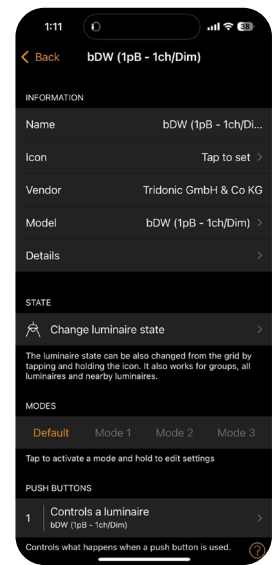 1:11 38
Back bDW (1pB - 1ch/Dim)
INFORMATION
Name bDW (1pB - 1ch/Di...
Icon Tap to set
Vendor Tridonic GmbH & Co KG
Model bDW (1pB - 1ch/Dim)
Details
STATE
Change luminaire state
The luminaire state can be also changed from the grid by
tapping and holding the icon. It also works for groups, all
luminaires and nearby luminaires.
MODES
Default Mode 1 Mode 2 Mode 3
Tap to activate a mode and hold to edit settings
PUSH BUTTONS
1 Controls a luminaire
bDW (1pB - 1ch/Dim)
Controls what happens when a push button is used. ?